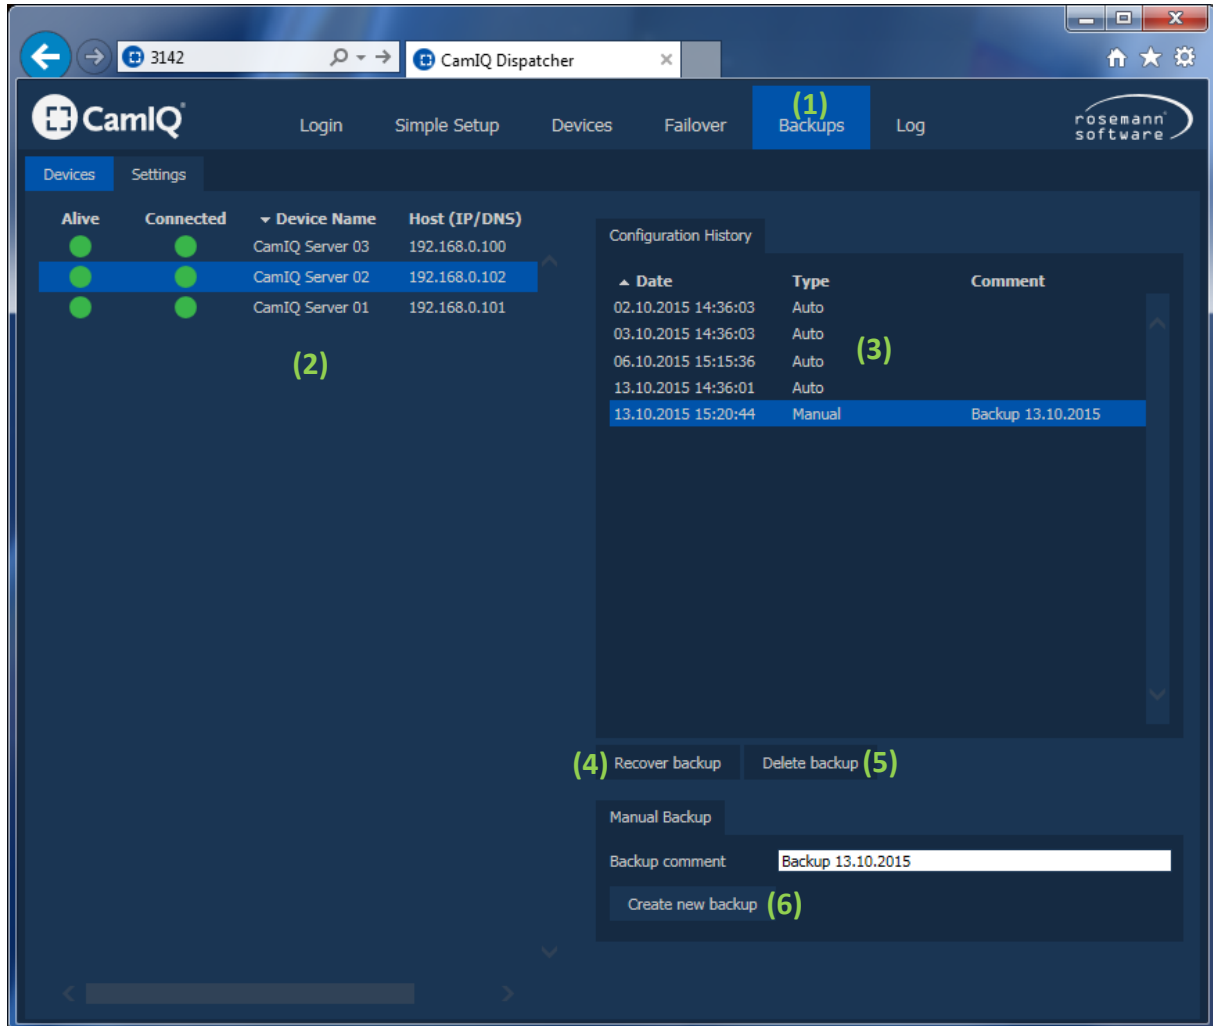 3142
CamIQ Dispatcher
CamIQ®
Login Simple Setup Devices Failover Backups Log
(1)
rosemann
software
Devices Settings
Alive Connected Device Name Host (IP/DNS)
CamIQ Server 03 192.168.0.100
CamIQ Server 02 192.168.0.102
CamIQ Server 01 192.168.0.101
(2)
Configuration History
Date Type Comment
02.10.2015 14:36:03 Auto
03.10.2015 14:36:03 Auto
(3)
06.10.2015 15:15:36 Auto
13.10.2015 14:36:01 Auto
13.10.2015 15:20:44 Manual Backup 13.10.2015
(4) Recover backup Delete backup (5)
Manual Backup
Backup comment Backup 13.10.2015
Create new backup (6)